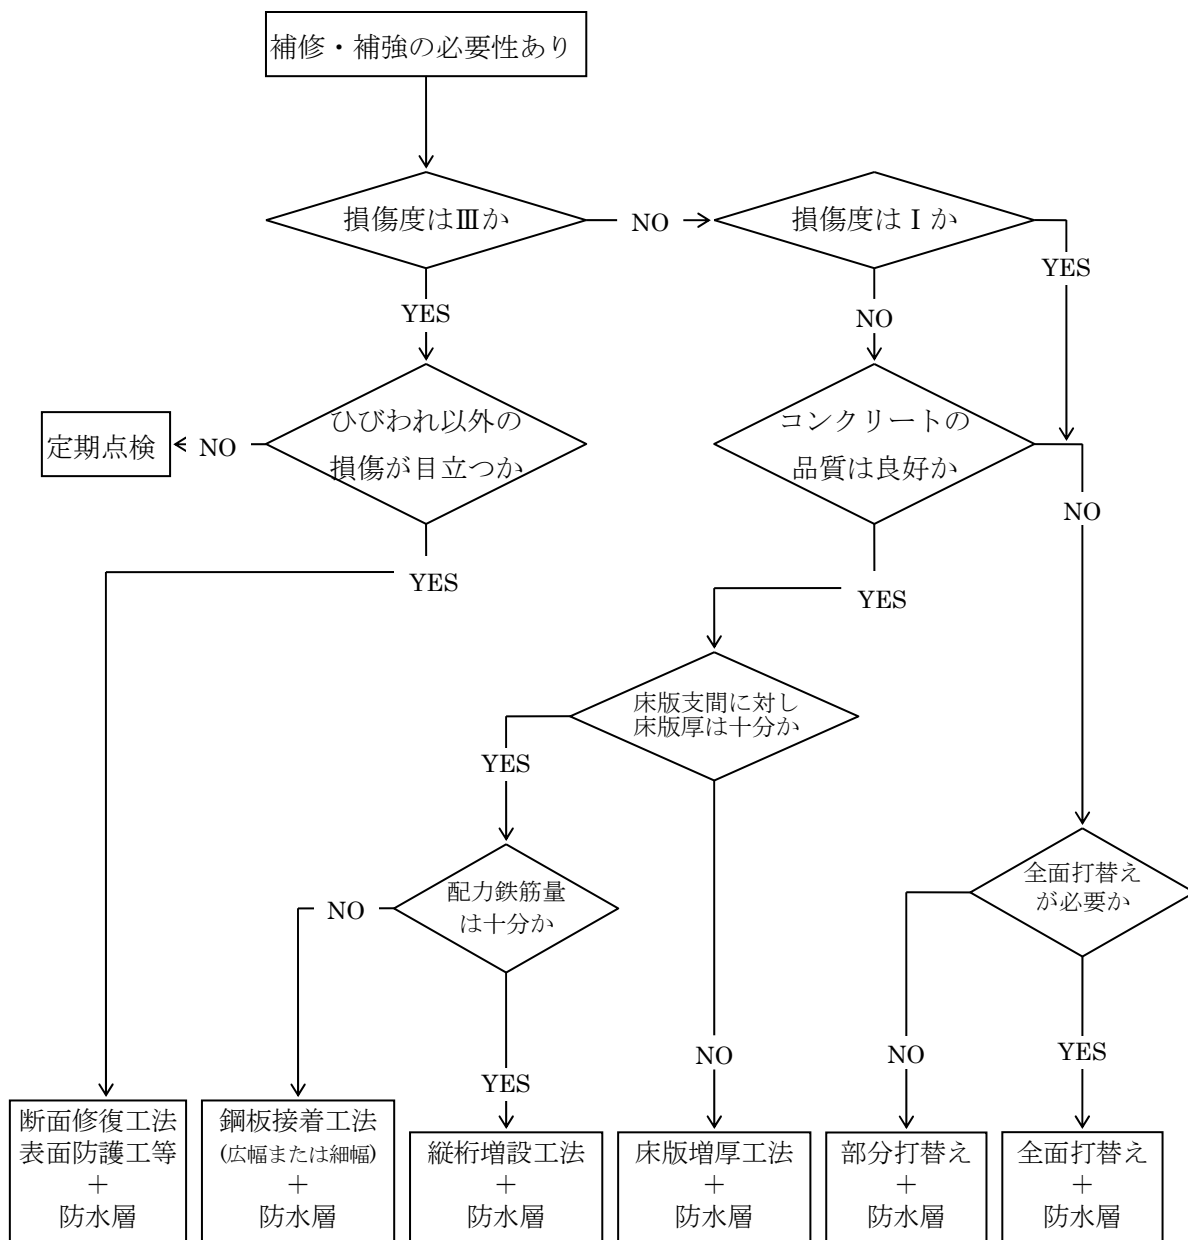 補修・補強の必要性あり
損傷度はⅢか
NO
損傷度はⅠか
YES
YES
NO
ひびわれ以外の
損傷が目立つか
NO
定期点検
コンクリートの
品質は良好か
NO
YES
YES
床版支間に対し
床版厚は十分か
YES
配力鉄筋量
は十分か
NO
全面打替え
が必要か
NO
NO
YES
YES
断面修復工法
表面防護工等
+
防水層
鋼板接着工法
(広幅または細幅)
+
防水層
縦桁増設工法
+
防水層
床版増厚工法
+
防水層
部分打替え
+
防水層
全面打替え
+
防水層